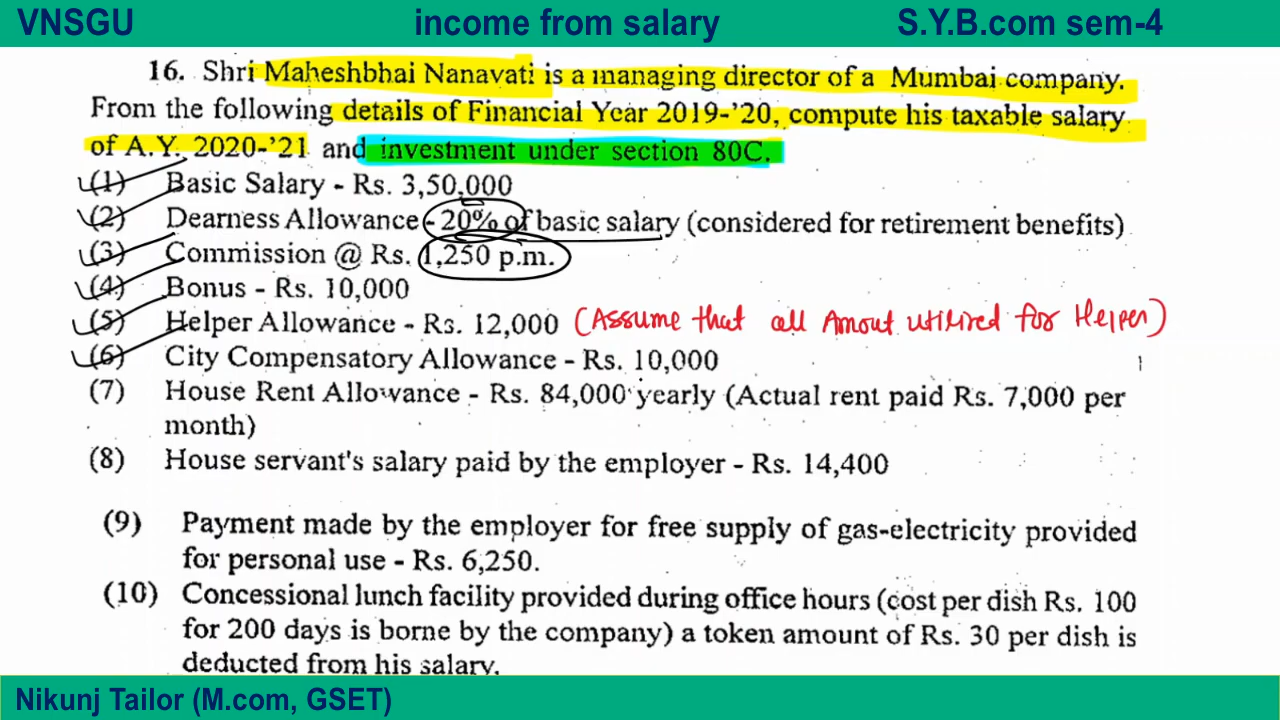 VNSGU income from salary S.Y.B.com sem-4
16. Shri Maheshbhai Nanavati is a managing director of a Mumbai company.
From the following details of Financial Year 2019-'20, compute his taxable salary
of A.Y. 2020-'21 and investment under section 80C.
(1) Basic Salary - Rs. 3,50,000
(2) Dearness Allowance - 20% of basic salary (considered for retirement benefits)
(3) Commission @ Rs. 1,250 p.m.
(4) Bonus - Rs. 10,000
(5) Helper Allowance - Rs. 12,000 (Assume that all Amout utilized for Helper)
(6) City Compensatory Allowance - Rs. 10,000
(7) House Rent Allowance - Rs. 84,000 yearly (Actual rent paid Rs. 7,000 per
month)
(8) House servant's salary paid by the employer - Rs. 14,400
(9) Payment made by the employer for free supply of gas-electricity provided
for personal use - Rs. 6,250.
(10) Concessional lunch facility provided during office hours (cost per dish Rs. 100
for 200 days is borne by the company) a token amount of Rs. 30 per dish is
deducted from his salary.
Nikunj Tailor (M.com, GSET)